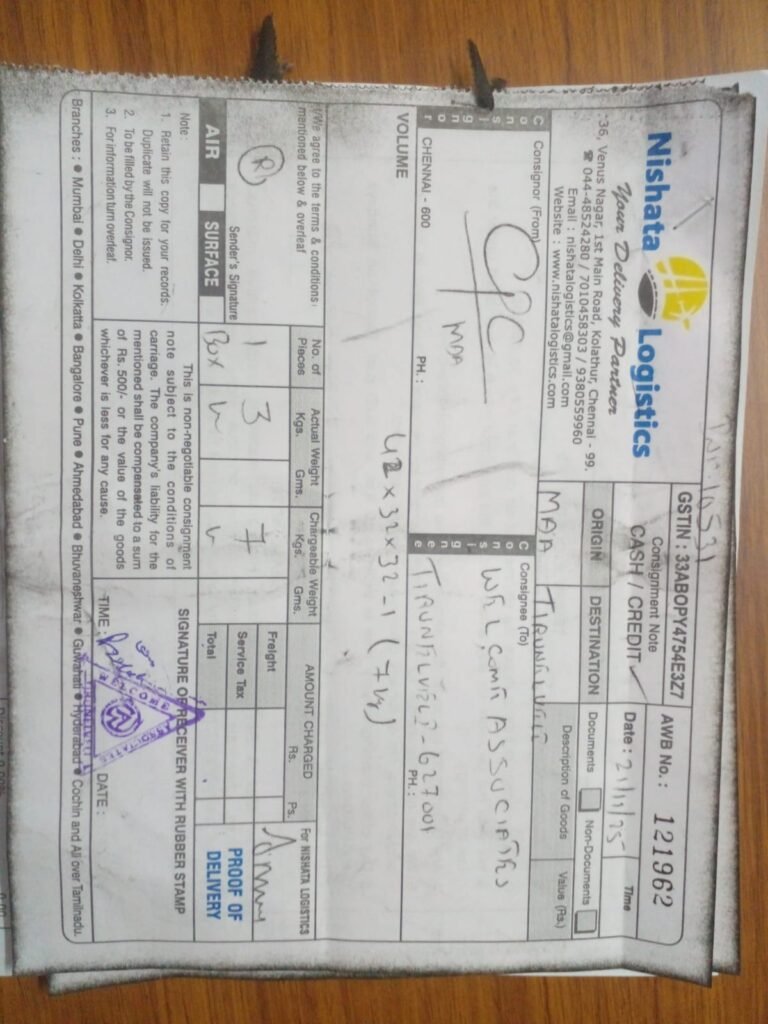 Nishata Logistics
Your Delivery Partner
36, Venus Nagar, 1st Main Road, Kolathur, Chennai - 99.
☎ 044-48524280 / 7010458303 / 9380559960
Email : nishatalogistics@gmail.com
Website : www.nishatalogistics.com
GSTIN : 33ABOPY4754E3Z7
Consignment Note
CASH / CREDIT ✓
AWB No. : 121962
Date : 21/11/25
Time
ORIGIN
DESTINATION
Documents
Non-Documents
MAA
TIRUNELVELI
Description of Goods
Value (Rs.)
Consignor
Consignor (From)
CPC
MAA
CHENNAI - 600
PH. :
Consignee
Consignee (To)
WELCOME ASSOCIATES
TIRUNELVELI - 627001
PH. :
VOLUME
42 x 32 x 32 - 1 (7 kg)
I/We agree to the terms & conditions
mentioned below & overleaf
R
Sender's Signature
AIR
SURFACE
No. of Pieces
Actual Weight
Kgs. Gms.
Chargeable Weight
Kgs. Gms.
1
Box
3
7
AMOUNT CHARGED
Rs. Ps.
Freight
Service Tax
Total
For NISHATA LOGISTICS
PROOF OF
DELIVERY
Note :
1. Retain this copy for your records.
Duplicate will not be issued.
2. To be filled by the Consignor.
3. For information turn overleaf.
This is non-negotiable consignment
note subject to the conditions of
carriage. The company's liability for the
mentioned shall be compensated to a sum
of Rs. 500/- or the value of the goods
whichever is less for any cause.
SIGNATURE OF RECEIVER WITH RUBBER STAMP
WELCOME
ASSOCIATES
TIME :
DATE :
Branches : ● Mumbai ● Delhi ● Kolkatta ● Bangalore ● Pune ● Ahmedabad ● Bhuvaneshwar ● Guwahati ● Hyderabad ● Cochin and All over Tamilnadu.